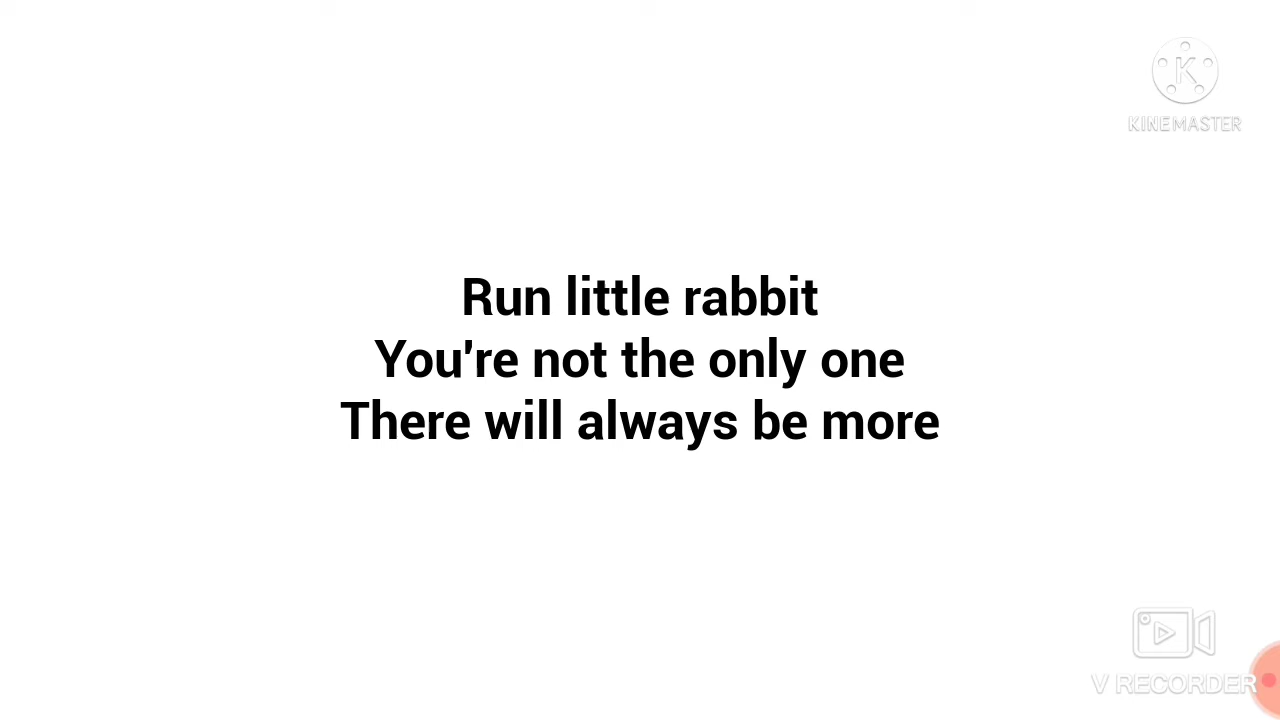 KINEMASTER
Run little rabbit
You're not the only one
There will always be more
V RECORDER